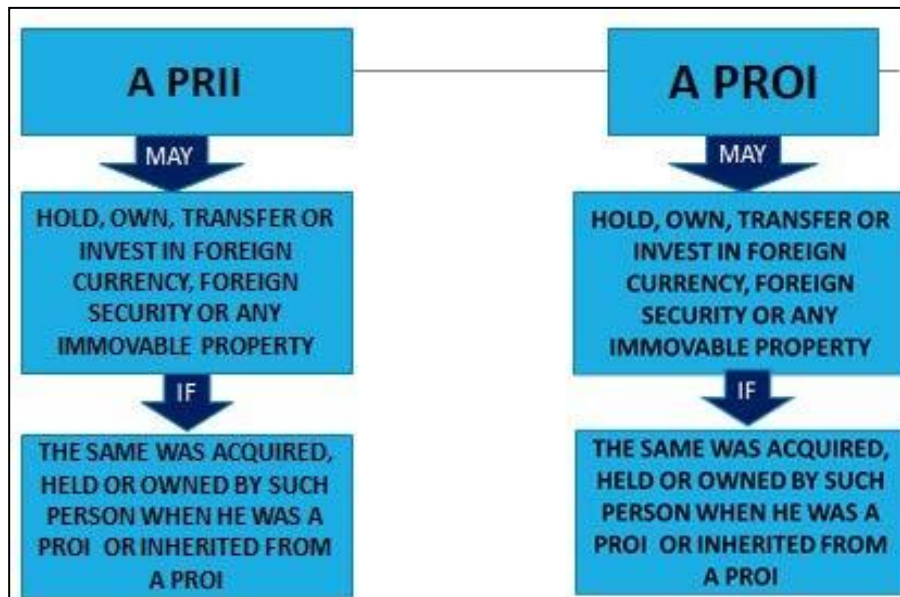 A PRII
MAY
HOLD, OWN, TRANSFER OR
INVEST IN FOREIGN
CURRENCY, FOREIGN
SECURITY OR ANY
IMMOVABLE PROPERTY
IF
THE SAME WAS ACQUIRED,
HELD OR OWNED BY SUCH
PERSON WHEN HE WAS A
PROI OR INHERITED FROM
A PROI
A PROI
MAY
HOLD, OWN, TRANSFER OR
INVEST IN FOREIGN
CURRENCY, FOREIGN
SECURITY OR ANY
IMMOVABLE PROPERTY
IF
THE SAME WAS ACQUIRED,
HELD OR OWNED BY SUCH
PERSON WHEN HE WAS A
PROI OR INHERITED FROM
A PROI